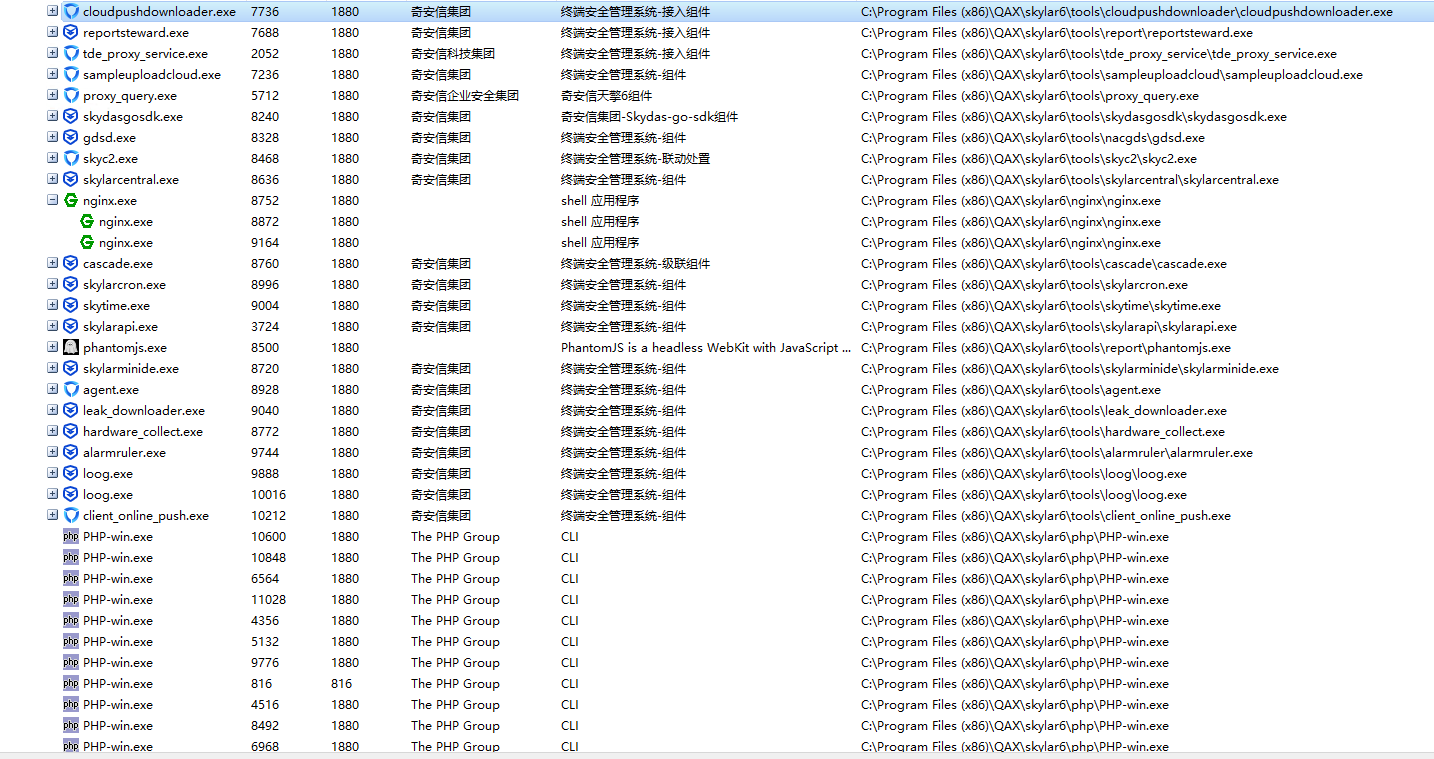 cloudpushdownloader.exe 7736 1880 奇安信集团 终端安全管理系统-接入组件 C:\Program Files (x86)\QAX\skylar6\tools\cloudpushdownloader\cloudpushdownloader.exe
reportsteward.exe 7688 1880 奇安信集团 终端安全管理系统-接入组件 C:\Program Files (x86)\QAX\skylar6\tools\report\reportsteward.exe
tde_proxy_service.exe 2052 1880 奇安信科技集团 终端安全管理系统-接入组件 C:\Program Files (x86)\QAX\skylar6\tools\tde_proxy_service\tde_proxy_service.exe
sampleuploadcloud.exe 7236 1880 奇安信集团 终端安全管理系统-组件 C:\Program Files (x86)\QAX\skylar6\tools\sampleuploadcloud\sampleuploadcloud.exe
proxy_query.exe 5712 1880 奇安信企业安全集团 奇安信天擎6组件 C:\Program Files (x86)\QAX\skylar6\tools\proxy_query.exe
skydasgosdk.exe 8240 1880 奇安信集团 奇安信集团-Skydas-go-sdk组件 C:\Program Files (x86)\QAX\skylar6\tools\skydasgosdk\skydasgosdk.exe
gdsd.exe 8328 1880 奇安信集团 终端安全管理系统-组件 C:\Program Files (x86)\QAX\skylar6\tools\nacgds\gdsd.exe
skyc2.exe 8468 1880 奇安信集团 终端安全管理系统-联动处置 C:\Program Files (x86)\QAX\skylar6\tools\skyc2\skyc2.exe
skylarcentral.exe 8636 1880 奇安信集团 终端安全管理系统-组件 C:\Program Files (x86)\QAX\skylar6\tools\skylarcentral\skylarcentral.exe
nginx.exe 8752 1880 shell 应用程序 C:\Program Files (x86)\QAX\skylar6\nginx\nginx.exe
nginx.exe 8872 1880 shell 应用程序 C:\Program Files (x86)\QAX\skylar6\nginx\nginx.exe
nginx.exe 9164 1880 shell 应用程序 C:\Program Files (x86)\QAX\skylar6\nginx\nginx.exe
cascade.exe 8760 1880 奇安信集团 终端安全管理系统-级联组件 C:\Program Files (x86)\QAX\skylar6\tools\cascade\cascade.exe
skylarcron.exe 8996 1880 奇安信集团 终端安全管理系统-组件 C:\Program Files (x86)\QAX\skylar6\tools\skylarcron.exe
skytime.exe 9004 1880 奇安信集团 终端安全管理系统-组件 C:\Program Files (x86)\QAX\skylar6\tools\skytime\skytime.exe
skylarapi.exe 3724 1880 奇安信集团 终端安全管理系统-组件 C:\Program Files (x86)\QAX\skylar6\tools\skylarapi\skylarapi.exe
phantomjs.exe 8500 1880 PhantomJS is a headless WebKit with JavaScript ... C:\Program Files (x86)\QAX\skylar6\tools\report\phantomjs.exe
skylarminide.exe 8720 1880 奇安信集团 终端安全管理系统-组件 C:\Program Files (x86)\QAX\skylar6\tools\skylarminide\skylarminide.exe
agent.exe 8928 1880 奇安信集团 终端安全管理系统-组件 C:\Program Files (x86)\QAX\skylar6\tools\agent.exe
leak_downloader.exe 9040 1880 奇安信集团 终端安全管理系统-组件 C:\Program Files (x86)\QAX\skylar6\tools\leak_downloader.exe
hardware_collect.exe 8772 1880 奇安信集团 终端安全管理系统-组件 C:\Program Files (x86)\QAX\skylar6\tools\hardware_collect.exe
alarmruler.exe 9744 1880 奇安信集团 终端安全管理系统-组件 C:\Program Files (x86)\QAX\skylar6\tools\alarmruler\alarmruler.exe
loog.exe 9888 1880 奇安信集团 终端安全管理系统-组件 C:\Program Files (x86)\QAX\skylar6\tools\loog\loog.exe
loog.exe 10016 1880 奇安信集团 终端安全管理系统-组件 C:\Program Files (x86)\QAX\skylar6\tools\loog\loog.exe
client_online_push.exe 10212 1880 奇安信集团 终端安全管理系统-组件 C:\Program Files (x86)\QAX\skylar6\tools\client_online_push.exe
php PHP-win.exe 10600 1880 The PHP Group CLI C:\Program Files (x86)\QAX\skylar6\php\PHP-win.exe
php PHP-win.exe 10848 1880 The PHP Group CLI C:\Program Files (x86)\QAX\skylar6\php\PHP-win.exe
php PHP-win.exe 6564 1880 The PHP Group CLI C:\Program Files (x86)\QAX\skylar6\php\PHP-win.exe
php PHP-win.exe 11028 1880 The PHP Group CLI C:\Program Files (x86)\QAX\skylar6\php\PHP-win.exe
php PHP-win.exe 4356 1880 The PHP Group CLI C:\Program Files (x86)\QAX\skylar6\php\PHP-win.exe
php PHP-win.exe 5132 1880 The PHP Group CLI C:\Program Files (x86)\QAX\skylar6\php\PHP-win.exe
php PHP-win.exe 9776 1880 The PHP Group CLI C:\Program Files (x86)\QAX\skylar6\php\PHP-win.exe
php PHP-win.exe 816 816 The PHP Group CLI C:\Program Files (x86)\QAX\skylar6\php\PHP-win.exe
php PHP-win.exe 4516 1880 The PHP Group CLI C:\Program Files (x86)\QAX\skylar6\php\PHP-win.exe
php PHP-win.exe 8492 1880 The PHP Group CLI C:\Program Files (x86)\QAX\skylar6\php\PHP-win.exe
php PHP-win.exe 6968 1880 The PHP Group CLI C:\Program Files (x86)\QAX\skylar6\php\PHP-win.exe